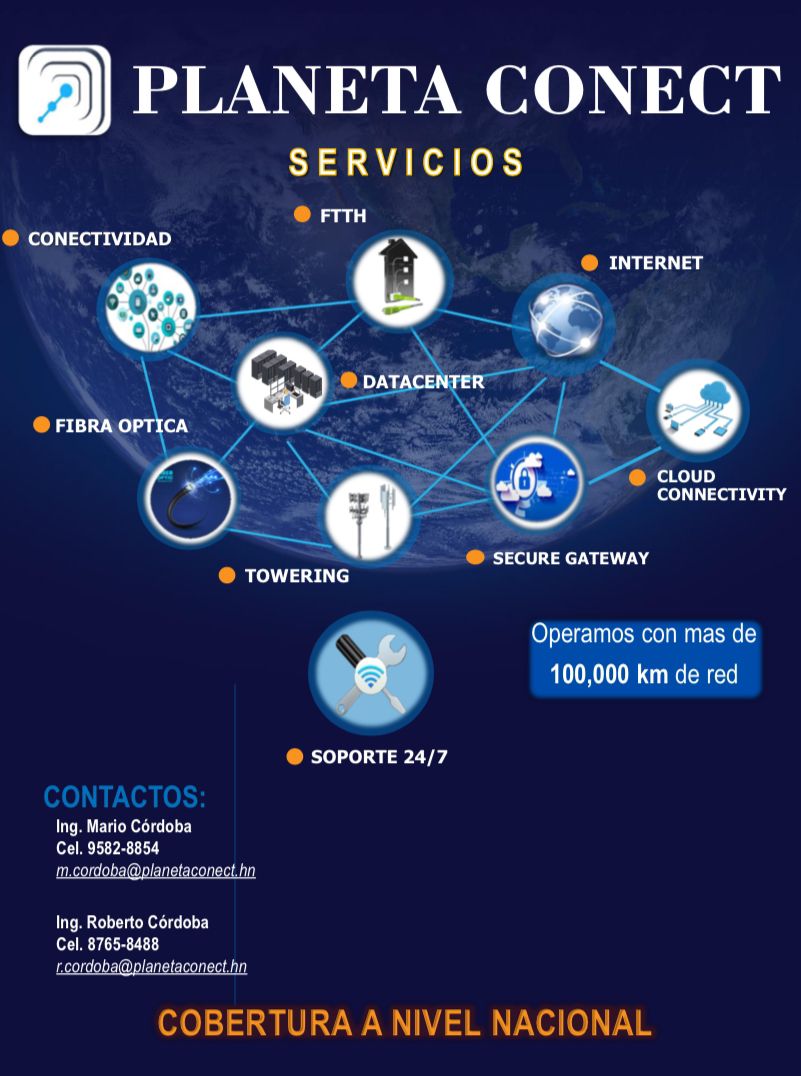 PLANETA CONECT
SERVICIOS
FTTH
CONECTIVIDAD
INTERNET
DATACENTER
FIBRA OPTICA
CLOUD
CONNECTIVITY
SECURE GATEWAY
TOWERING
Operamos con mas de
100,000 km de red
SOPORTE 24/7
CONTACTOS:
Ing. Mario Córdoba
Cel. 9582-8854
m.cordoba@planetaconect.hn
Ing. Roberto Córdoba
Cel. 8765-8488
r.cordoba@planetaconect.hn
COBERTURA A NIVEL NACIONAL